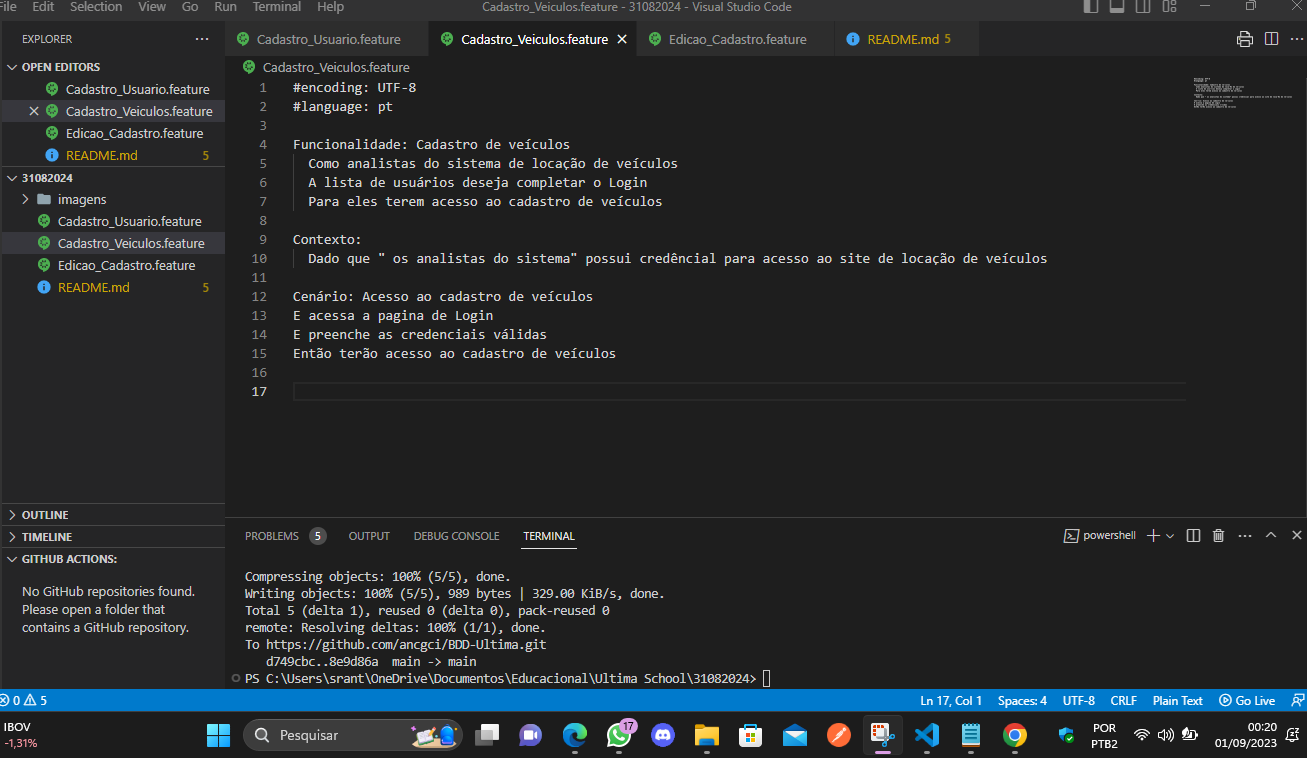 File Edit Selection View Go Run Terminal Help
Cadastro_Veiculos.feature - 31082024 - Visual Studio Code
EXPLORER
OPEN EDITORS
Cadastro_Usuario.feature
Cadastro_Veiculos.feature
Edicao_Cadastro.feature
README.md 5
31082024
imagens
Cadastro_Usuario.feature
Cadastro_Veiculos.feature
Edicao_Cadastro.feature
README.md 5
OUTLINE
TIMELINE
GITHUB ACTIONS:
No GitHub repositories found.
Please open a folder that
contains a GitHub repository.
Cadastro_Usuario.feature Cadastro_Veiculos.feature Edicao_Cadastro.feature README.md 5
Cadastro_Veiculos.feature
1 #encoding: UTF-8
2 #language: pt
3
4 Funcionalidade: Cadastro de veículos
5 Como analistas do sistema de locação de veículos
6 A lista de usuários deseja completar o Login
7 Para eles terem acesso ao cadastro de veículos
8
9 Contexto:
10 Dado que " os analistas do sistema" possui credêncial para acesso ao site de locação de veículos
11
12 Cenário: Acesso ao cadastro de veículos
13 E acessa a pagina de Login
14 E preenche as credenciais válidas
15 Então terão acesso ao cadastro de veículos
16
17
PROBLEMS 5 OUTPUT DEBUG CONSOLE TERMINAL
powershell
Compressing objects: 100% (5/5), done.
Writing objects: 100% (5/5), 989 bytes | 329.00 KiB/s, done.
Total 5 (delta 1), reused 0 (delta 0), pack-reused 0
remote: Resolving deltas: 100% (1/1), done.
To https://github.com/ancgci/BDD-Ultima.git
d749cbc..8e9d86a main -> main
PS C:\Users\srant\OneDrive\Documentos\Educacional\Ultima School\31082024>
0 5
Ln 17, Col 1 Spaces: 4 UTF-8 CRLF Plain Text Go Live
IBOV
-1,31%
Pesquisar
17
POR
PTB2
00:20
01/09/2023